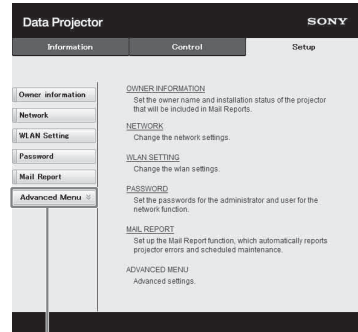 Data Projector
SONY
Information
Control
Setup
Owner information
Network
WLAN Setting
Password
Mail Report
Advanced Menu
OWNER INFORMATION
Set the owner name and installation status of the projector
that will be included in Mail Reports.
NETWORK
Change the network settings.
WLAN SETTING
Change the wlan settings.
PASSWORD
Set the passwords for the administrator and user for the
network function.
MAIL REPORT
Set up the Mail Report function, which automatically reports
projector errors and scheduled maintenance.
ADVANCED MENU
Advanced settings.